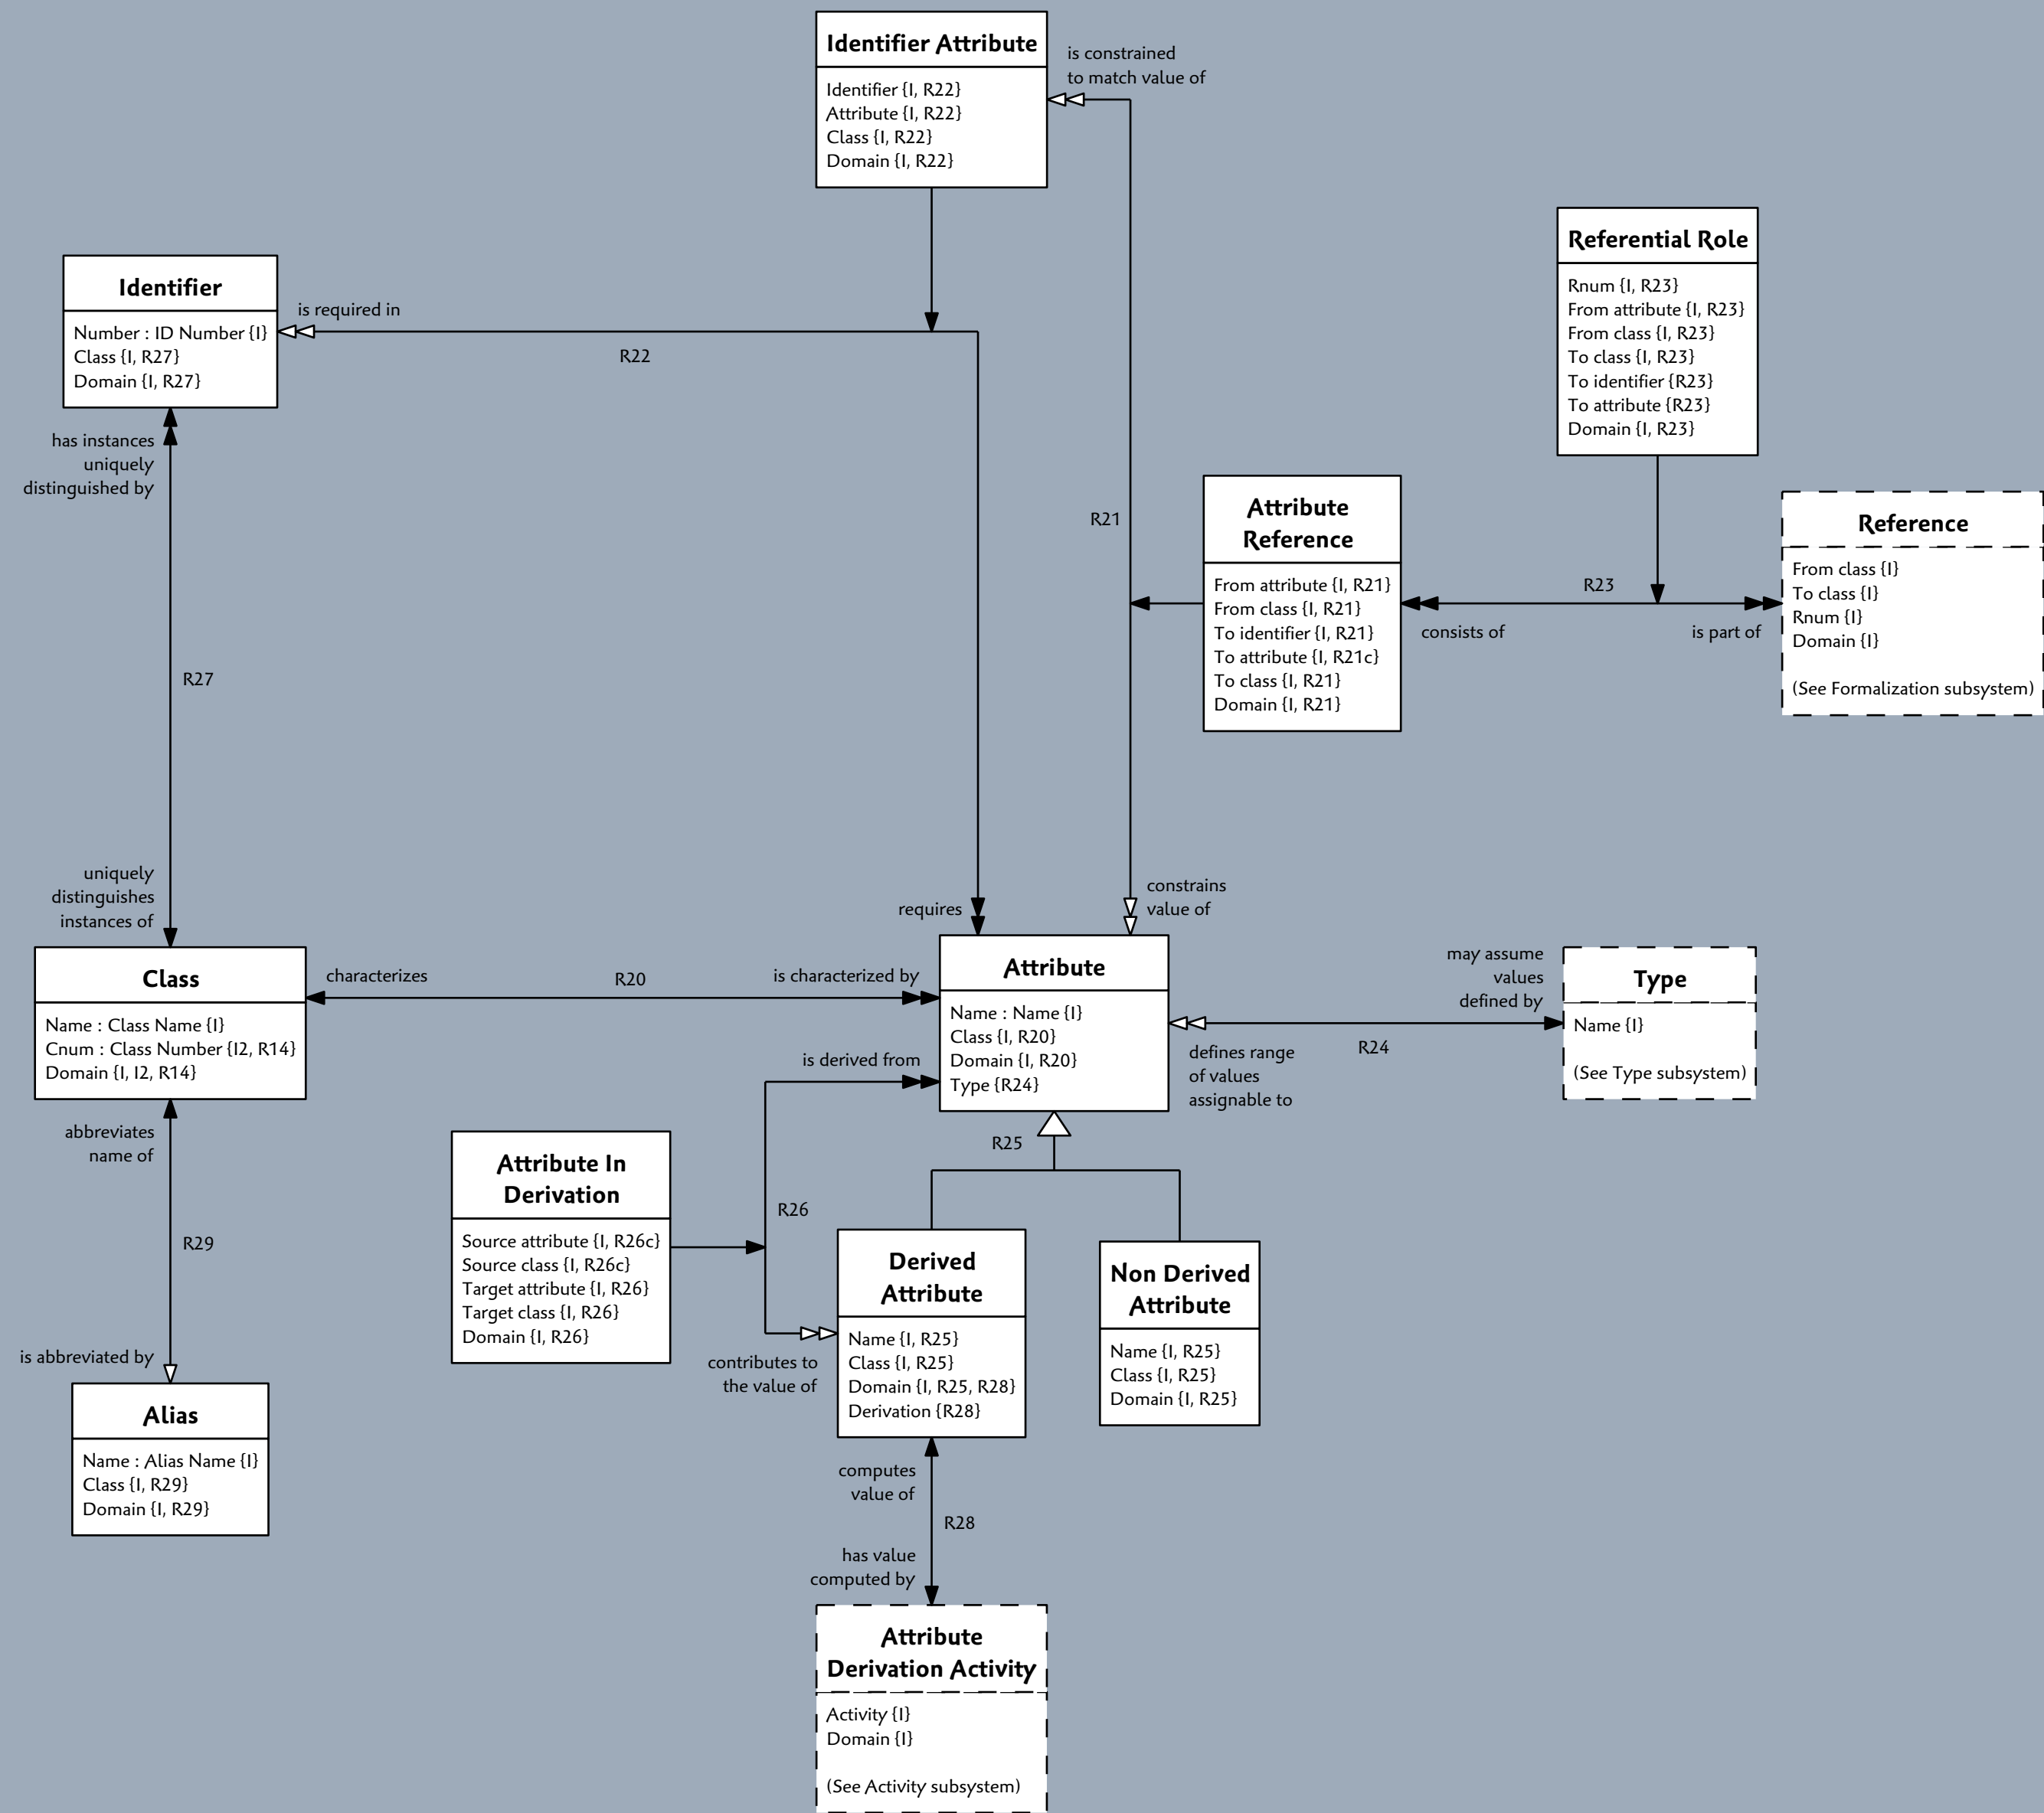 Identifier Attribute
Identifier {I, R22}
Attribute {I, R22}
Class {I, R22}
Domain {I, R22}
is constrained
to match value of
Referential Role
Rnum {I, R23}
From attribute {I, R23}
From class {I, R23}
To class {I, R23}
To identifier {R23}
To attribute {R23}
Domain {I, R23}
Identifier
Number : ID Number {I}
Class {I, R27}
Domain {I, R27}
is required in
R22
has instances
uniquely
distinguished by
R21
Attribute
Reference
From attribute {I, R21}
From class {I, R21}
To identifier {I, R21}
To attribute {I, R21c}
To class {I, R21}
Domain {I, R21}
R23
consists of
is part of
Reference
From class {I}
To class {I}
Rnum {I}
Domain {I}
(See Formalization subsystem)
R27
uniquely
distinguishes
instances of
requires
constrains
value of
Class
Name : Class Name {I}
Cnum : Class Number {I2, R14}
Domain {I, I2, R14}
characterizes
R20
is characterized by
Attribute
Name : Name {I}
Class {I, R20}
Domain {I, R20}
Type {R24}
may assume
values
defined by
R24
defines range
of values
assignable to
Type
Name {I}
(See Type subsystem)
is derived from
abbreviates
name of
R29
is abbreviated by
Attribute In
Derivation
Source attribute {I, R26c}
Source class {I, R26c}
Target attribute {I, R26}
Target class {I, R26}
Domain {I, R26}
R26
contributes to
the value of
R25
Derived
Attribute
Name {I, R25}
Class {I, R25}
Domain {I, R25, R28}
Derivation {R28}
Non Derived
Attribute
Name {I, R25}
Class {I, R25}
Domain {I, R25}
Alias
Name : Alias Name {I}
Class {I, R29}
Domain {I, R29}
computes
value of
R28
has value
computed by
Attribute
Derivation Activity
Activity {I}
Domain {I}
(See Activity subsystem)